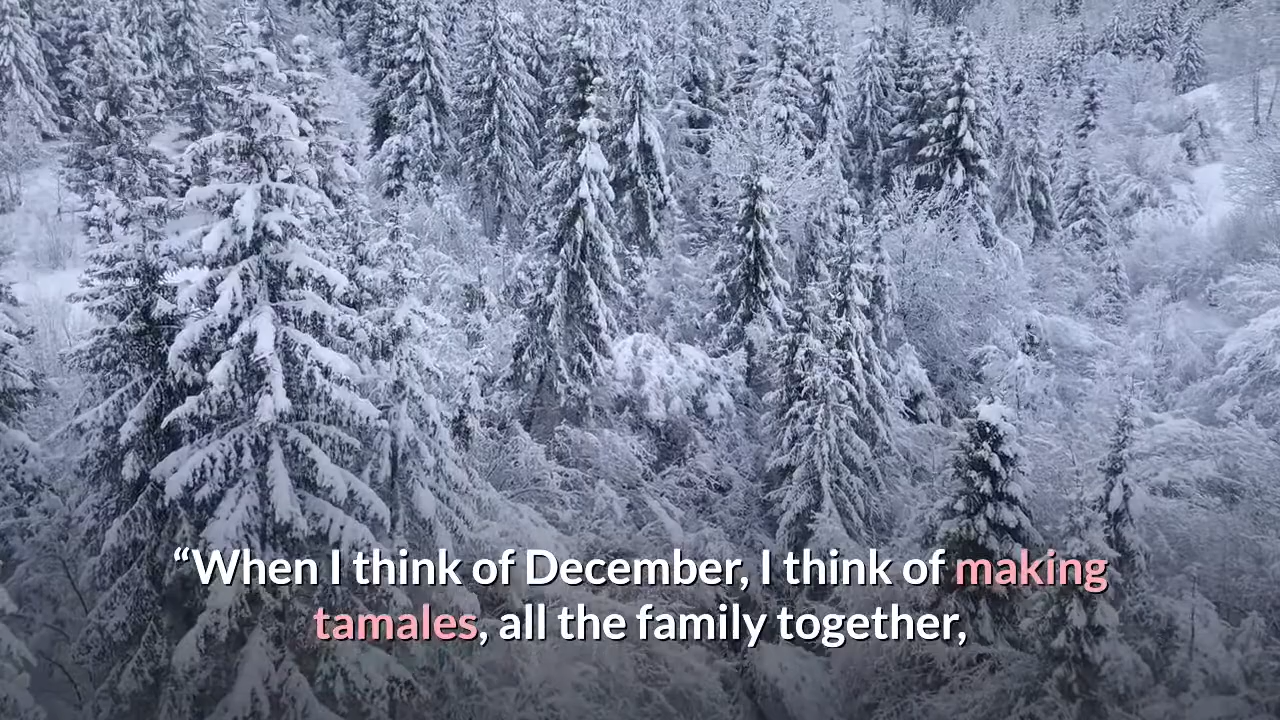 “When I think of December, I think of making
tamales, all the family together,